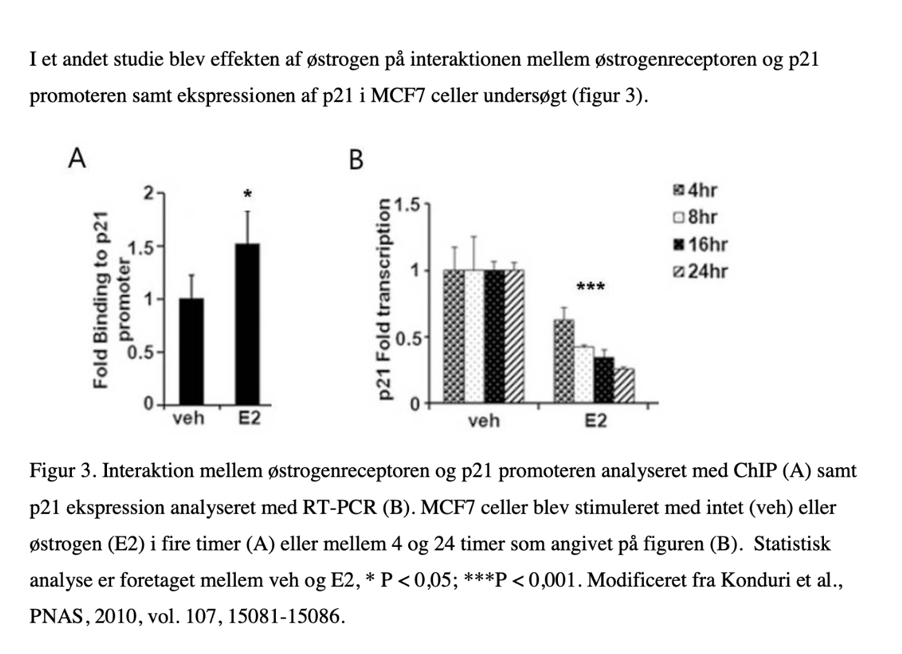 I et andet studie blev effekten af østrogen på interaktionen mellem østrogenreceptoren og p21
promoteren samt ekspressionen af p21 i MCF7 celler undersøgt (figur 3).
A
B
Fold Binding to p21
promoter
2
1.5
1
0.5
0
*
veh
E2
p21 Fold transcription
1.5
1
0.5
0
***
veh
E2
4hr
8hr
16hr
24hr
Figur 3. Interaktion mellem østrogenreceptoren og p21 promoteren analyseret med ChIP (A) samt
p21 ekspression analyseret med RT-PCR (B). MCF7 celler blev stimuleret med intet (veh) eller
østrogen (E2) i fire timer (A) eller mellem 4 og 24 timer som angivet på figuren (B).  Statistisk
analyse er foretaget mellem veh og E2, * P < 0,05; ***P < 0,001. Modificeret fra Konduri et al.,
PNAS, 2010, vol. 107, 15081-15086.